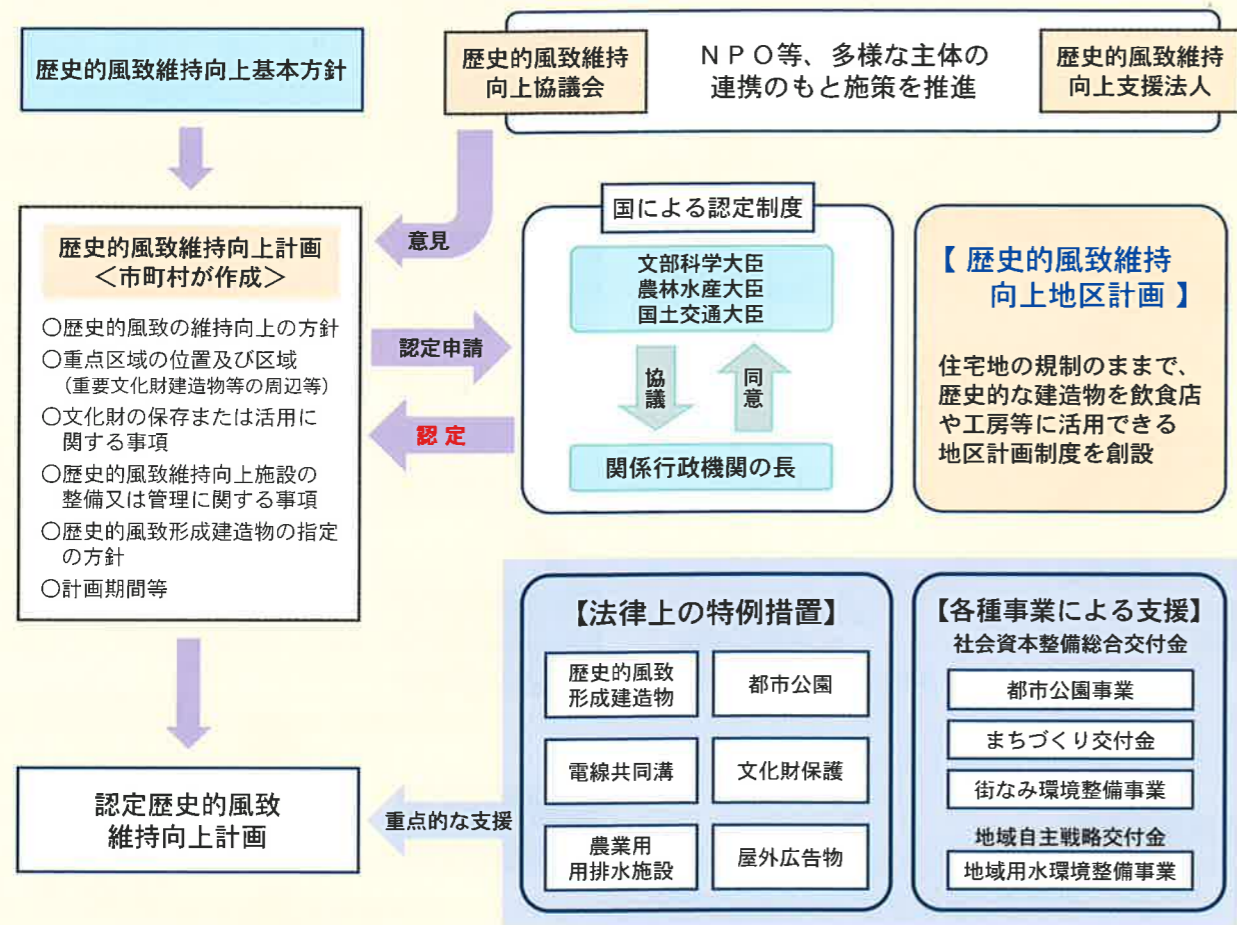 歴史的風致維持向上基本方針
歴史的風致維持
向上協議会
NPO等、多様な主体の
連携のもと施策を推進
歴史的風致維持
向上支援法人
意見
歴史的風致維持向上計画
＜市町村が作成＞
○歴史的風致の維持向上の方針
○重点区域の位置及び区域
（重要文化財建造物等の周辺等）
○文化財の保存または活用に
関する事項
○歴史的風致維持向上施設の
整備又は管理に関する事項
○歴史的風致形成建造物の指定
の方針
○計画期間等
認定申請
認定
国による認定制度
文部科学大臣
農林水産大臣
国土交通大臣
協議
同意
関係行政機関の長
【歴史的風致維持
向上地区計画】
住宅地の規制のままで、
歴史的な建造物を飲食店
や工房等に活用できる
地区計画制度を創設
認定歴史的風致
維持向上計画
重点的な支援
【法律上の特例措置】
歴史的風致
形成建造物
都市公園
電線共同溝
文化財保護
農業用
用排水施設
屋外広告物
【各種事業による支援】
社会資本整備総合交付金
都市公園事業
まちづくり交付金
街なみ環境整備事業
地域自主戦略交付金
地域用水環境整備事業